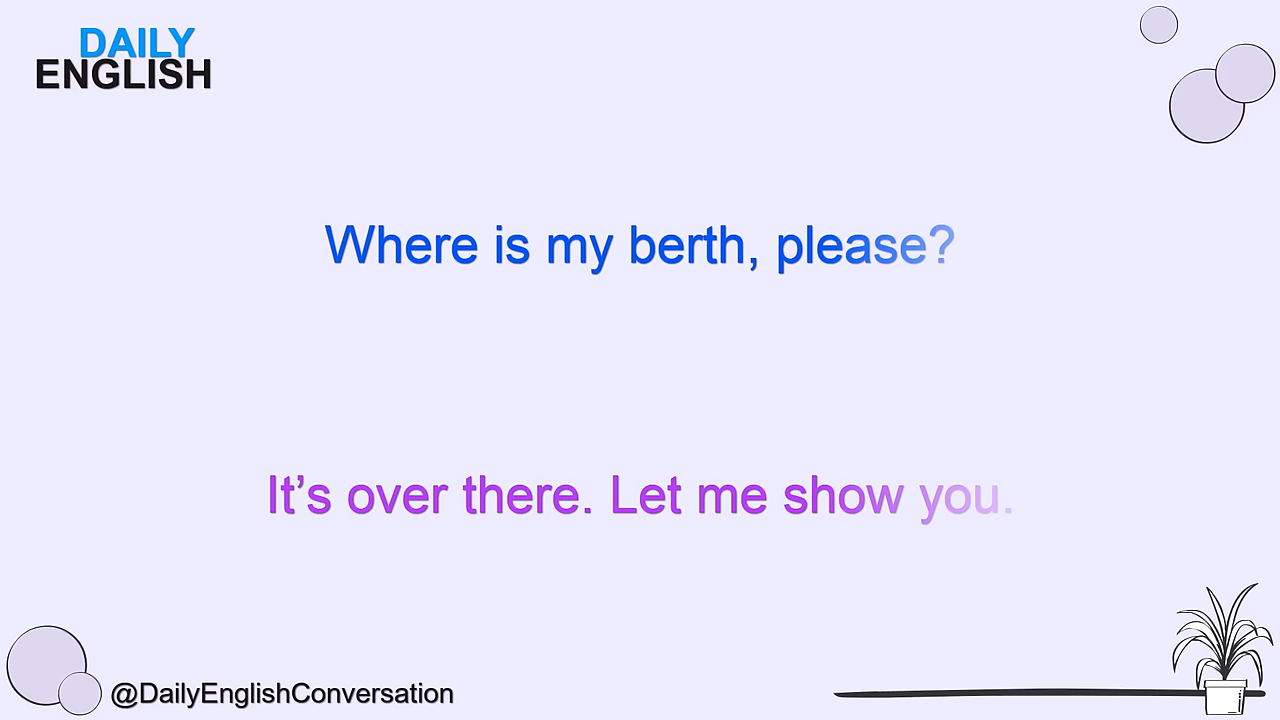 DAILY
ENGLISH
Where is my berth, please?
It’s over there. Let me show you.
@DailyEnglishConversation